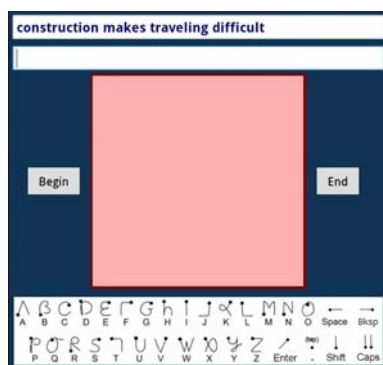 construction makes traveling difficult
Begin End
A B C D E F G H I J K L M N O Space Bksp
P Q R S T U V W X Y Z Enter . Shift Caps